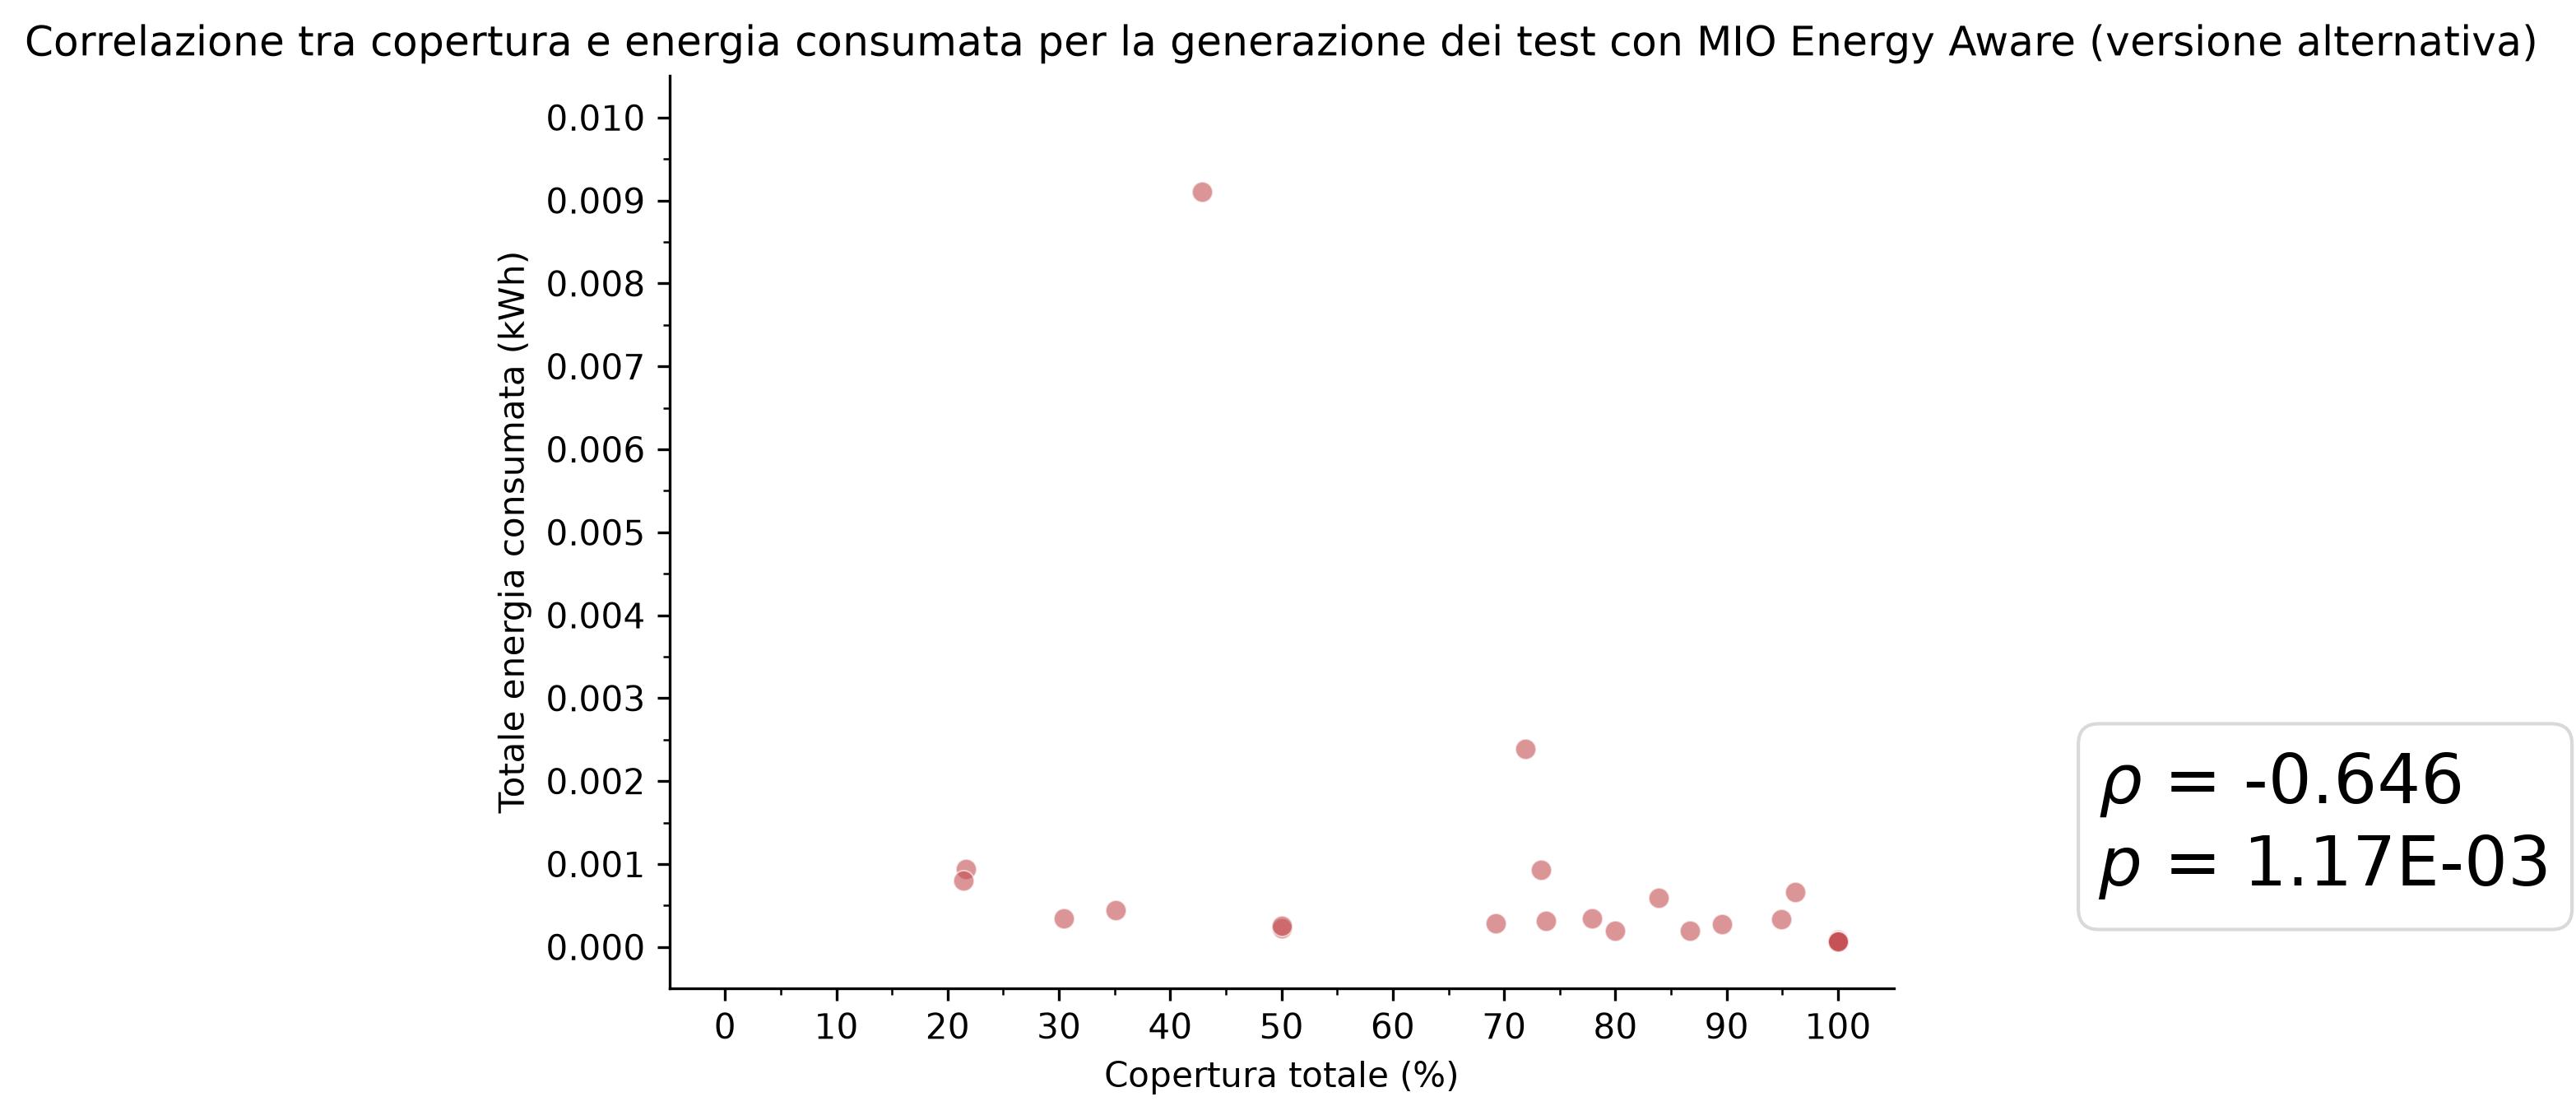 Correlazione tra copertura e energia consumata per la generazione dei test con MIO Energy Aware (versione alternativa)
Totale energia consumata (kWh)
0.010
0.009
0.008
0.007
0.006
0.005
0.004
0.003
0.002
0.001
0.000
0 10 20 30 40 50 60 70 80 90 100
Copertura totale (%)
ρ = -0.646
p = 1.17E-03